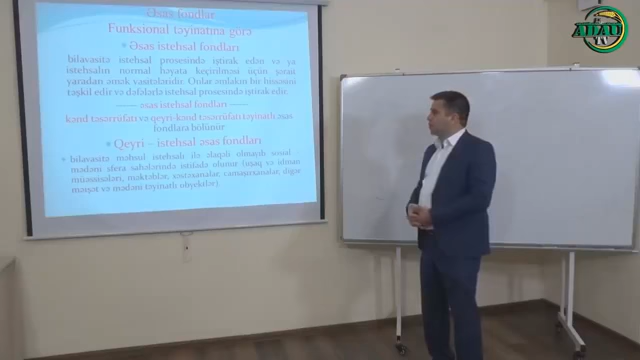 Əsas fondlar
Funksional təyinatına görə
Əsas istehsal fondları
bilavasitə istehsal prosesində iştirak edən və ya
istehsalın normal həyata keçirilməsi üçün şərait
yaradan əmək vasitələridir. Onlar əmlakın bir hissəsini
təşkil edir və dəfələrlə istehsal prosesində iştirak edir.
əsas istehsal fondları
kənd təsərrüfatı və qeyri-kənd təsərrüfatı təyinatlı əsas
fondlara bölünür
Qeyri – istehsal əsas fondları
bilavasitə məhsul istehsalı ilə əlaqəli olmayıb sosial –
mədəni sfera sahələrində istifadə olunur (uşaq və idman
müəssisələri, məktəblər, xəstəxanalar, yaşayış
məişət və mədəni təyinatlı obyektlər).
ADAU
TV